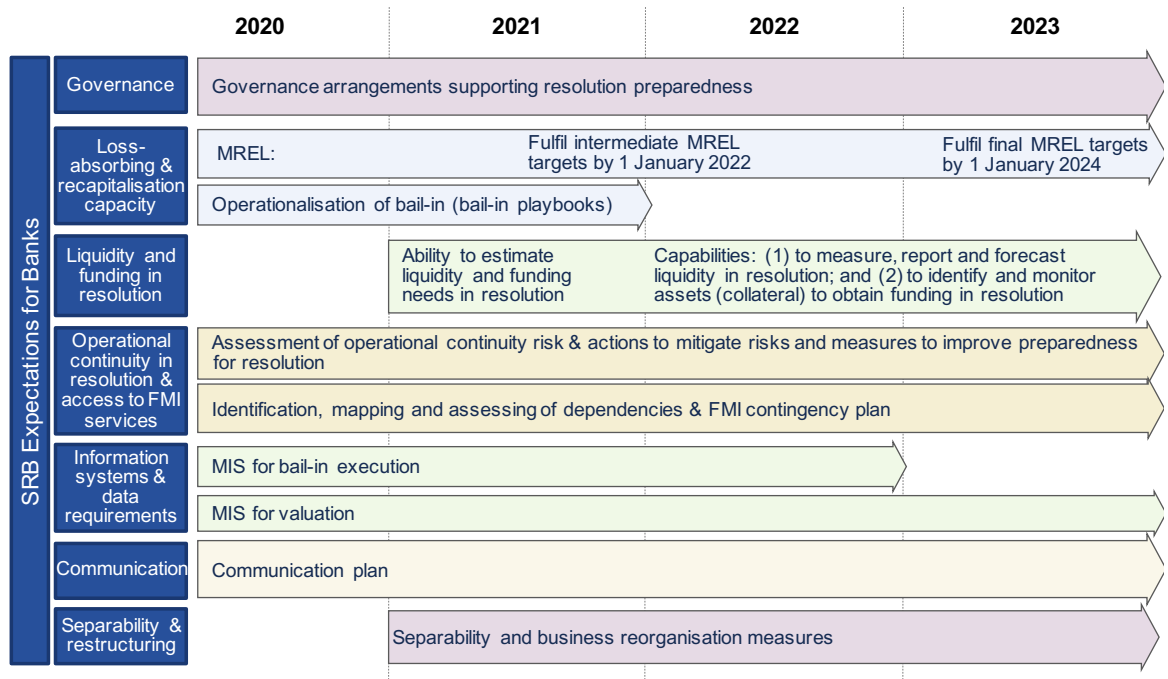 2020 2021 2022 2023
SRB Expectations for Banks
Governance
Governance arrangements supporting resolution preparedness
Loss-
absorbing &
recapitalisation
capacity
MREL:
Fulfil intermediate MREL
targets by 1 January 2022
Fulfil final MREL targets
by 1 January 2024
Operationalisation of bail-in (bail-in playbooks)
Liquidity and
funding in
resolution
Ability to estimate
liquidity and funding
needs in resolution
Capabilities: (1) to measure, report and forecast
liquidity in resolution; and (2) to identify and monitor
assets (collateral) to obtain funding in resolution
Operational
continuity in
resolution &
access to FMI
services
Assessment of operational continuity risk & actions to mitigate risks and measures to improve preparedness
for resolution
Identification, mapping and assessing of dependencies & FMI contingency plan
Information
systems &
data
requirements
MIS for bail-in execution
MIS for valuation
Communication
Communication plan
Separability &
restructuring
Separability and business reorganisation measures